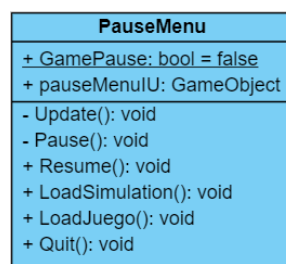 PauseMenu
+ GamePause: bool = false
+ pauseMenuIU: GameObject
- Update(): void
- Pause(): void
+ Resume(): void
+ LoadSimulation(): void
+ LoadJuego(): void
+ Quit(): void